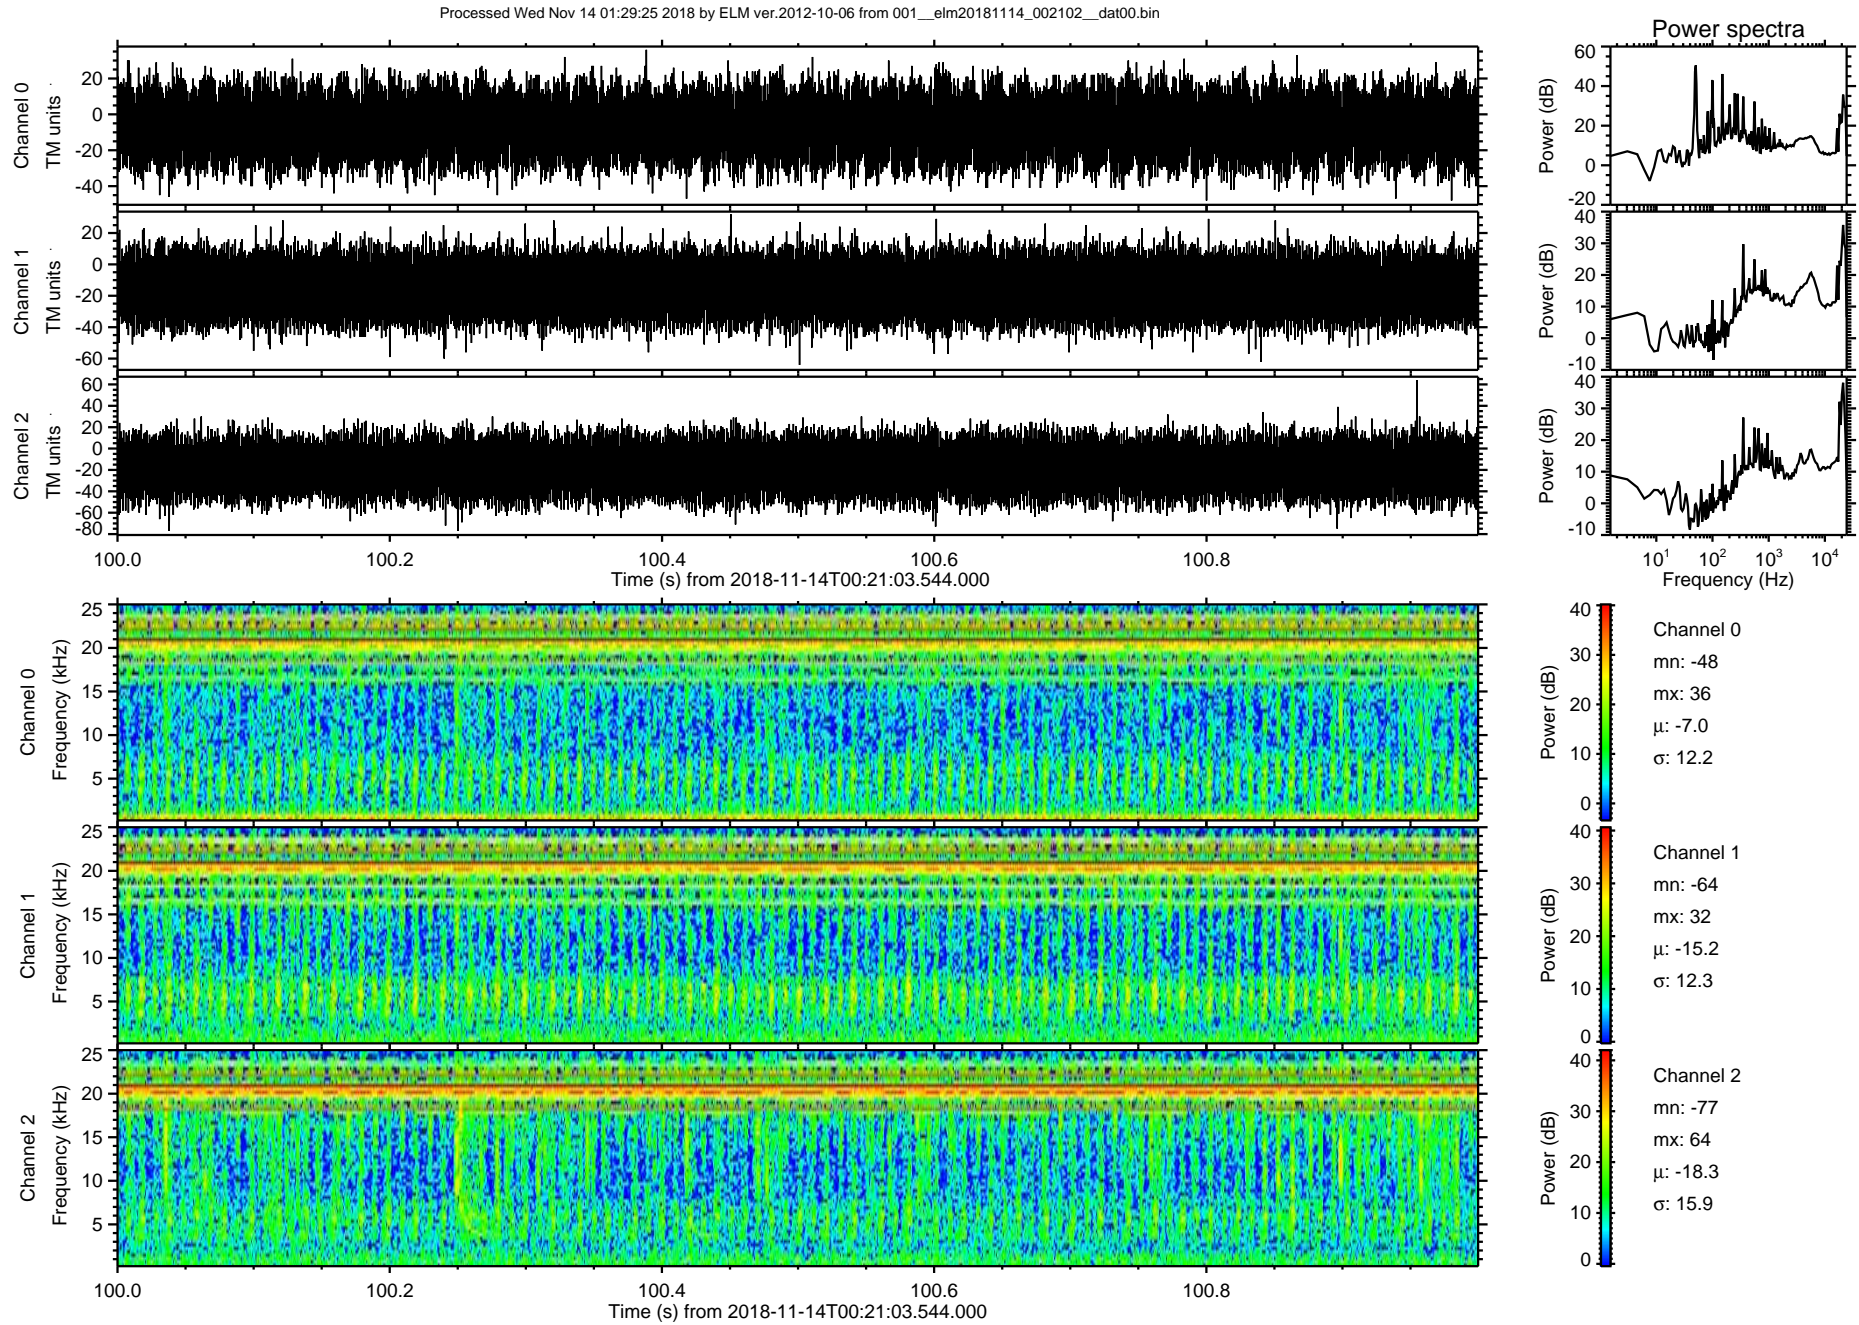 Processed Wed Nov 14 01:29:25 2018 by ELM ver.2012-10-06 from 001__elm20181114_002102__dat00.bin
Power spectra
Channel 0
TM units
20
0
-20
-40
Power (dB)
60
40
20
0
-20
Channel 1
TM units
20
0
-20
-40
-60
Power (dB)
40
30
20
10
0
-10
Channel 2
TM units
60
40
20
0
-20
-40
-60
-80
Power (dB)
40
30
20
10
0
-10
100.0 100.2 100.4 100.6 100.8
Time (s) from 2018-11-14T00:21:03.544.000
10^1 10^2 10^3 10^4
Frequency (Hz)
Channel 0
Frequency (kHz)
25
20
15
10
5
Power (dB)
40
30
20
10
0
Channel 0
mn: -48
mx: 36
μ: -7.0
σ: 12.2
Channel 1
Frequency (kHz)
25
20
15
10
5
Power (dB)
40
30
20
10
0
Channel 1
mn: -64
mx: 32
μ: -15.2
σ: 12.3
Channel 2
Frequency (kHz)
25
20
15
10
5
Power (dB)
40
30
20
10
0
Channel 2
mn: -77
mx: 64
μ: -18.3
σ: 15.9
100.0 100.2 100.4 100.6 100.8
Time (s) from 2018-11-14T00:21:03.544.000